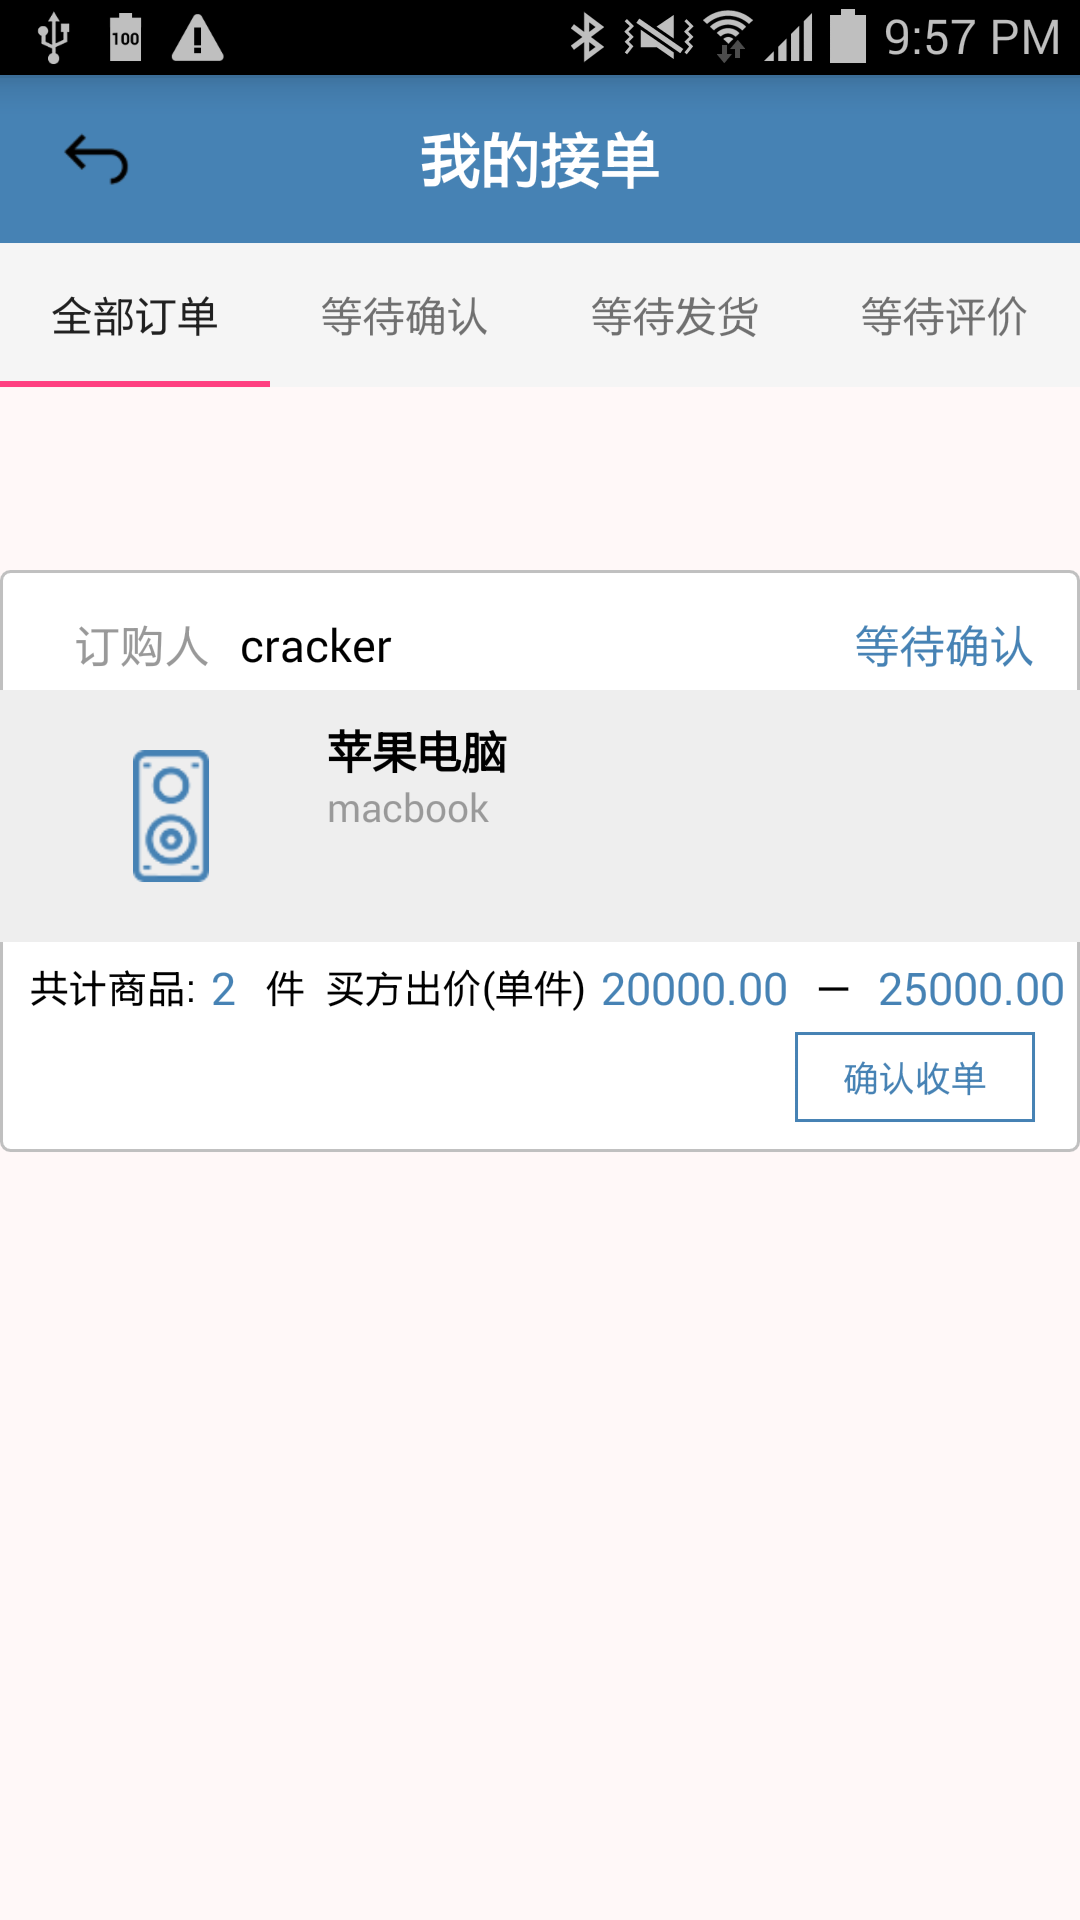 100 9:57 PM
我的接单
全部订单 等待确认 等待发货 等待评价
订购人 cracker 等待确认
苹果电脑
macbook
共计商品: 2 件 买方出价(单件) 20000.00 — 25000.00
确认收单